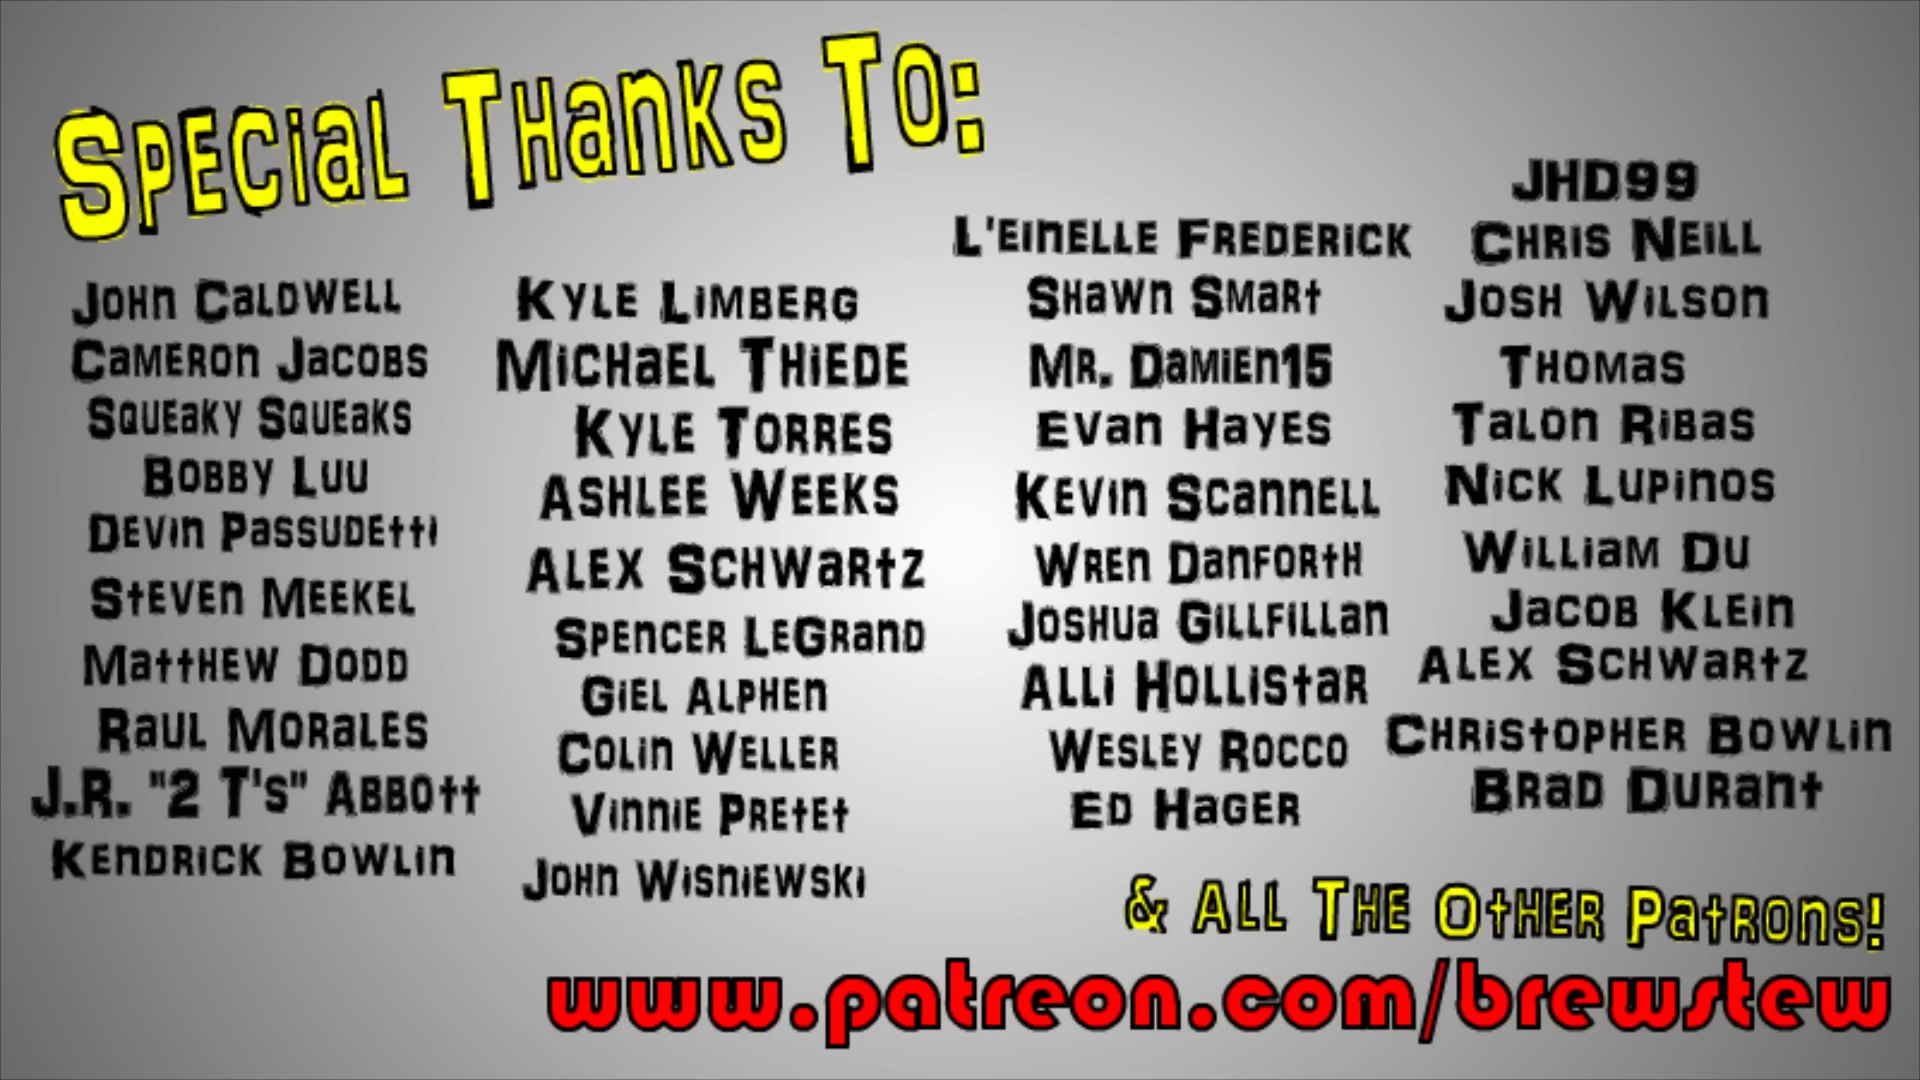 Special Thanks To:
John Caldwell
Cameron Jacobs
Squeaky Squeaks
Bobby Luu
Devin Passudetti
Steven Meekel
Matthew Dodd
Raul Morales
J.R. "2 T's" Abbott
Kendrick Bowlin
Kyle Limberg
Michael Thiede
Kyle Torres
Ashlee Weeks
Alex Schwartz
Spencer LeGrand
Giel Alphen
Colin Weller
Vinnie Pretet
John Wisniewski
L'einelle Frederick
Shawn Smart
Mr. Damien15
Evan Hayes
Kevin Scannell
Wren Danforth
Joshua Gillfillan
Alli Hollistar
Wesley Rocco
Ed Hager
JHD99
Chris Neill
Josh Wilson
Thomas
Talon Ribas
Nick Lupinos
William Du
Jacob Klein
Alex Schwartz
Christopher Bowlin
Brad Durant
& All The Other Patrons!
www.patreon.com/brewstew